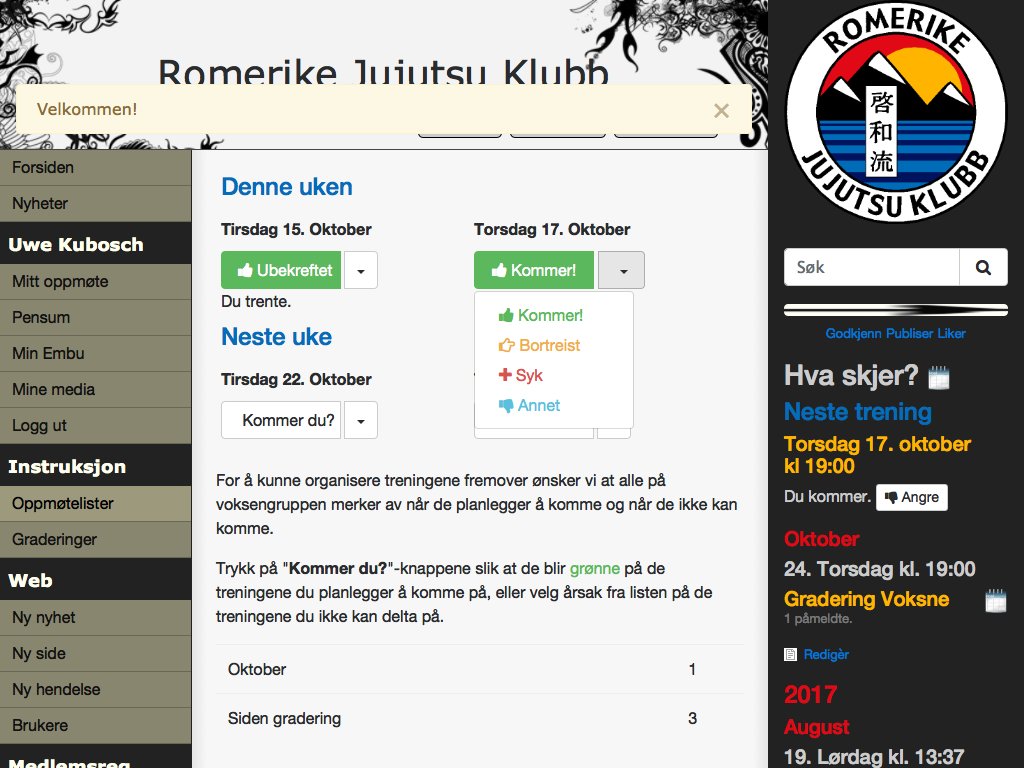 Romerike Jujutsu Klubb
Velkommen!
×
Forsiden
Nyheter
Uwe Kubosch
Mitt oppmøte
Pensum
Min Embu
Mine media
Logg ut
Instruksjon
Oppmøtelister
Graderinger
Web
Ny nyhet
Ny side
Ny hendelse
Brukere
Medlemsreg
Denne uken
Tirsdag 15. Oktober
Torsdag 17. Oktober
Ubekreftet
Kommer!
Du trente.
Kommer!
Bortreist
Syk
Annet
Neste uke
Tirsdag 22. Oktober
Kommer du?
For å kunne organisere treningene fremover ønsker vi at alle på
voksengruppen merker av når de planlegger å komme og når de ikke kan
komme.
Trykk på "Kommer du?"-knappene slik at de blir grønne på de
treningene du planlegger å komme på, eller velg årsak fra listen på de
treningene du ikke kan delta på.
Oktober 1
Siden gradering 3
ROMERIKE
啓和流
JUJUTSU KLUBB
Søk
Godkjenn Publiser Liker
Hva skjer?
Neste trening
Torsdag 17. oktober
kl 19:00
Du kommer. Angre
Oktober
24. Torsdag kl. 19:00
Gradering Voksne
1 påmeldte.
Redigèr
2017
August
19. Lørdag kl. 13:37